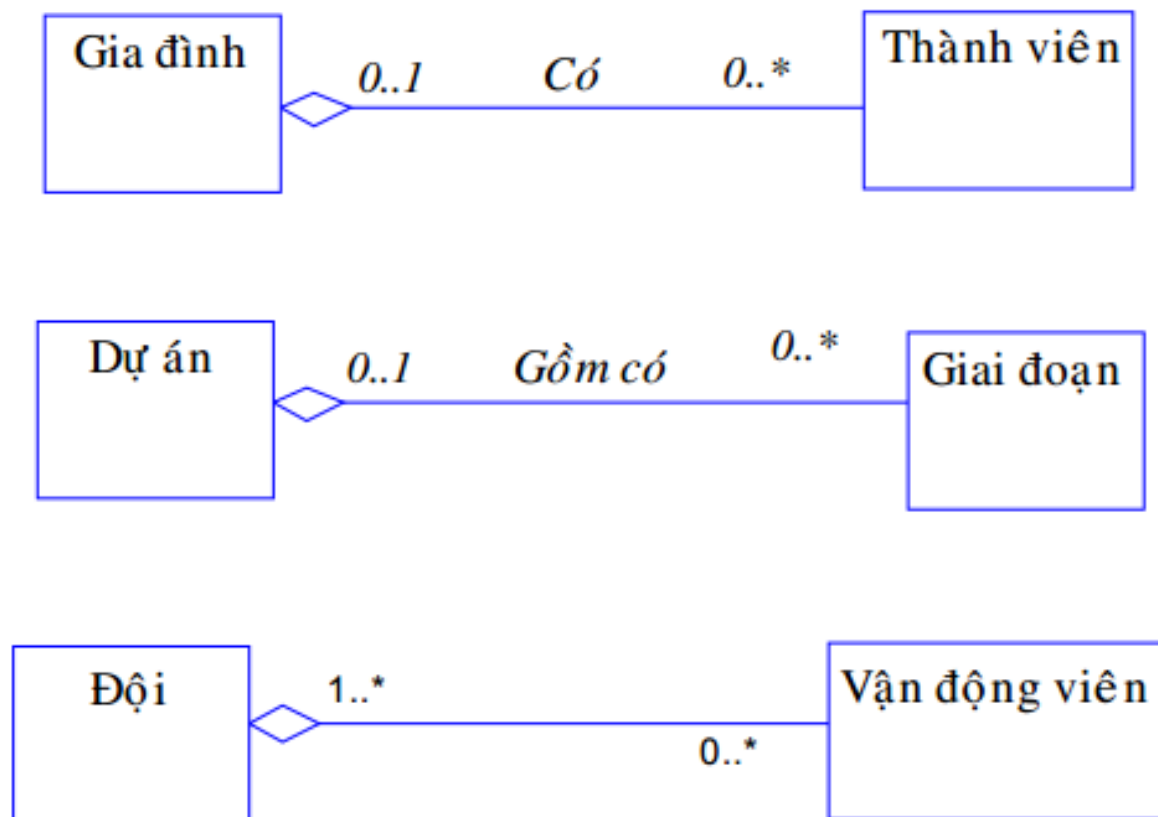 Gia đình
0..1 Có 0..*
Thành viên
Dự án
0..1 Gồm có 0..*
Giai đoạn
Đội
1..*
0..*
Vận động viên